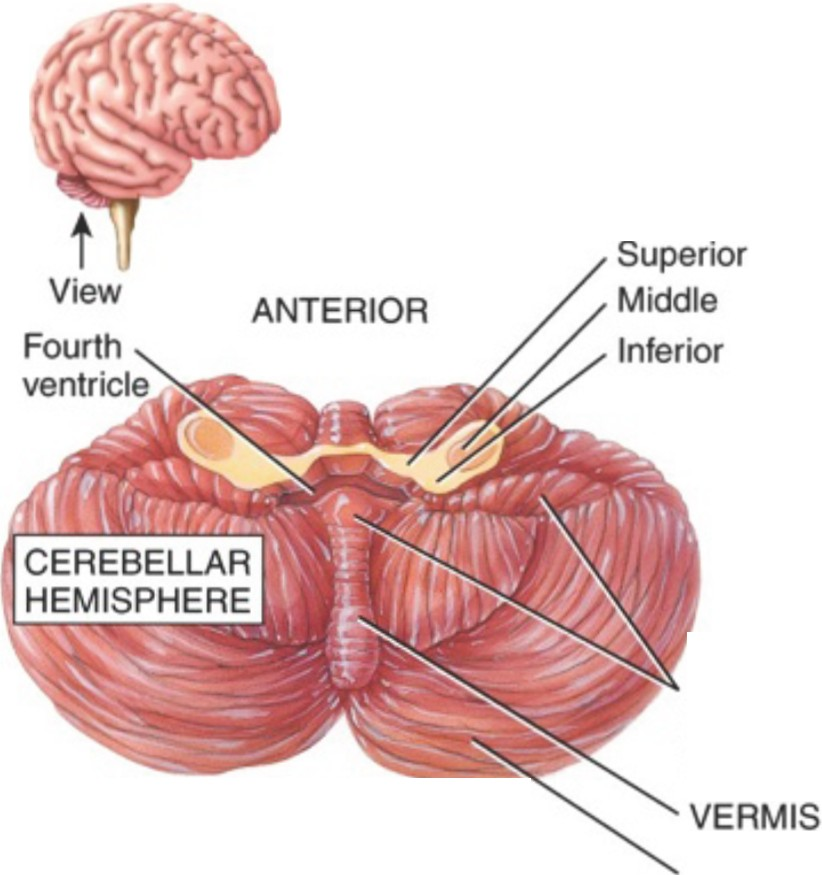 View
ANTERIOR
Superior
Middle
Inferior
Fourth
ventricle
CEREBELLAR
HEMISPHERE
VERMIS